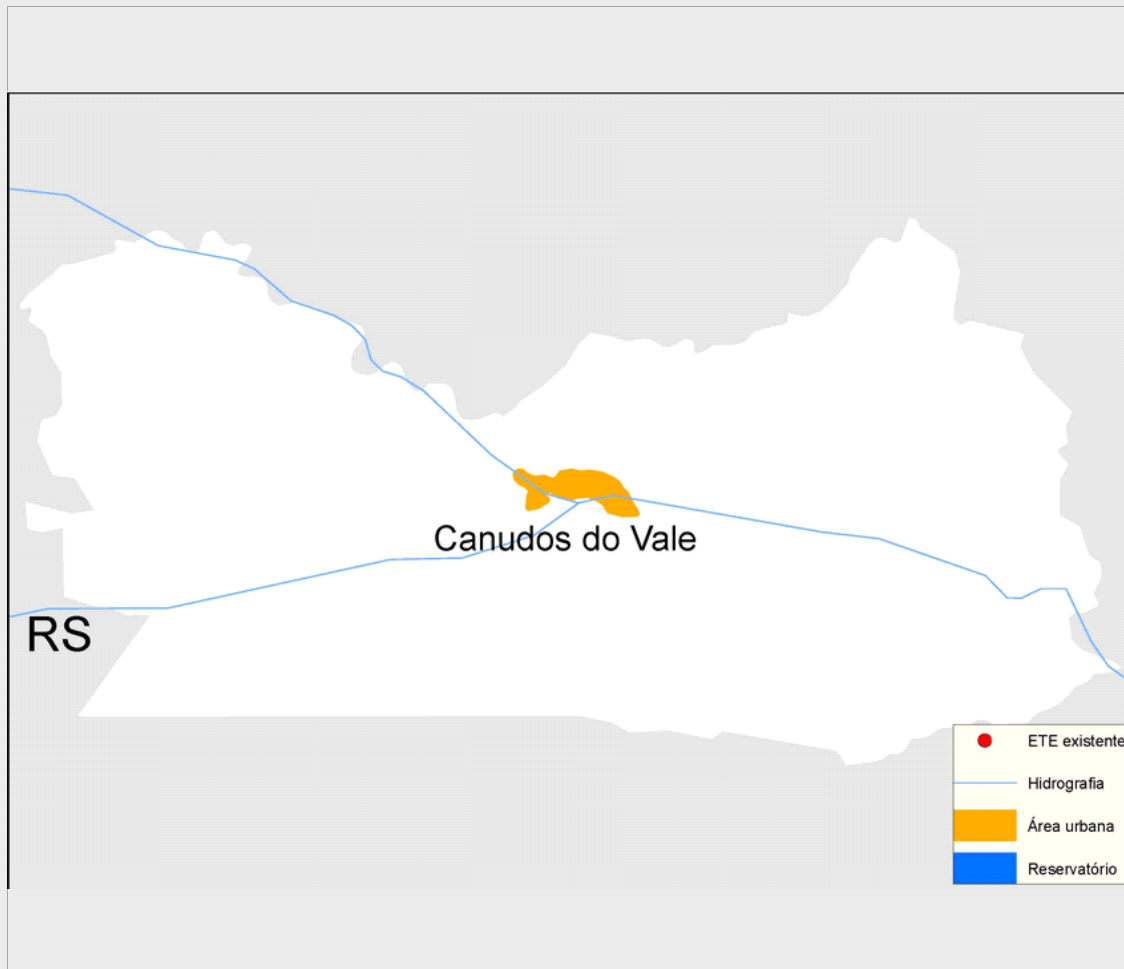 Canudos do Vale
RS
ETE existente
Hidrografia
Área urbana
Reservatório